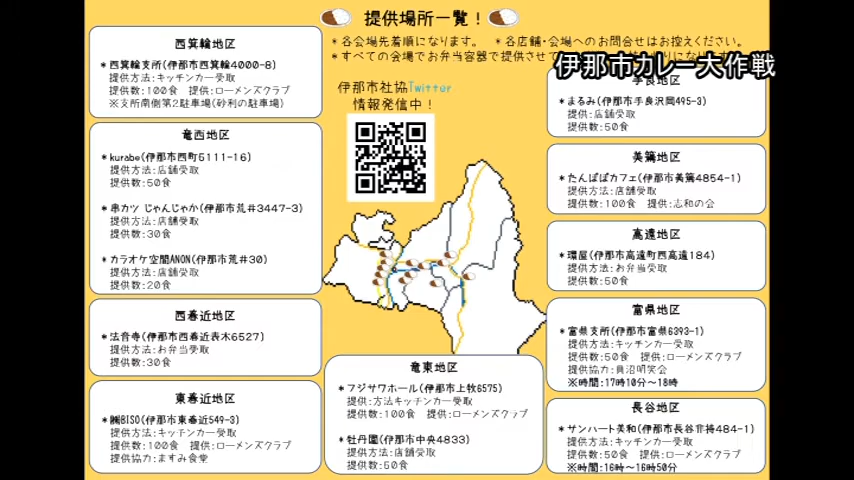 提供場所一覧！
＊各会場先着順になります。 ＊各店舗・会場へのお問合せはお控えください。
＊すべての会場でお弁当容器で提供させて
伊那市カレー大作戦
伊那市社協Twitter
情報発信中！
西箕輪地区
＊西箕輪支所(伊那市西箕輪4000-8)
提供方法:キッチンカー受取
提供数:100食 提供:ローメンズクラブ
※支所南側第2駐車場(砂利の駐車場)
竜西地区
＊kurabe(伊那市西町5111-16)
提供方法:店舗受取
提供数:50食
＊串カツ じゃんじゃか(伊那市荒井3447-3)
提供方法:店舗受取
提供数:30食
＊カラオケ空間ANON(伊那市荒井30)
提供方法:店舗受取
提供数:20食
西春近地区
＊法音寺(伊那市西春近表木6527)
提供方法:お弁当受取
提供数:30食
東春近地区
＊㈱BISO(伊那市東春近549-3)
提供方法:キッチンカー受取
提供数:100食 提供:ローメンズクラブ
提供協力:ますみ食堂
竜東地区
＊フジサワホール(伊那市上牧6575)
提供:方法キッチンカー受取
提供数:100食 提供:ローメンズクラブ
＊牡丹園(伊那市中央4833)
提供方法:店舗受取
提供数:50食
手良地区
＊まるみ(伊那市手良沢岡495-3)
提供:店舗受取
提供数:50食
美篶地区
＊たんぽぽカフェ(伊那市美篶4854-1)
提供方法:店舗受取
提供数:100食 提供:志和の会
高遠地区
＊環屋(伊那市高遠町西高遠184)
提供方法:お弁当受取
提供数:50食
富県地区
＊富県支所(伊那市富県6393-1)
提供方法:キッチンカー受取
提供数:50食 提供:ローメンズクラブ
提供協力:貝沼明笑会
※時間:17時10分～18時
長谷地区
＊サンハート美和(伊那市長谷非持484-1)
提供方法:キッチンカー受取
提供数:50食 提供:ローメンズクラブ
※時間:16時～16時50分